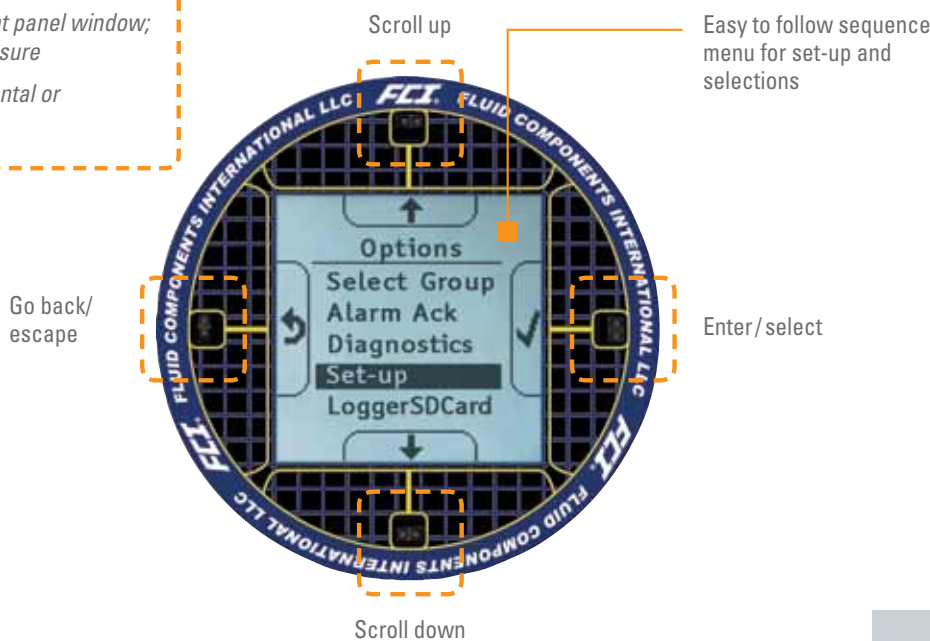 t panel window;
sure
ntal or
Scroll up
Easy to follow sequence
menu for set-up and
selections
FCI. FLUID COMPONENTS INTERNATIONAL LLC
FCI. FLUID COMPONENTS INTERNATIONAL LLC
FCI. FLUID COMPONENTS INTERNATIONAL LLC
Options
Select Group
Alarm Ack
Diagnostics
Set-up
LoggerSDCard
Go back/
escape
Enter/select
Scroll down